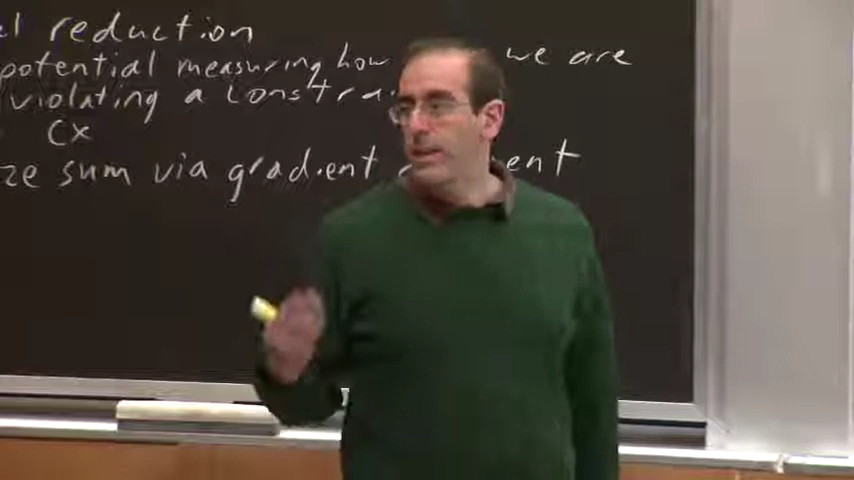 reduction
potential measuring how we are
violating a constra
Cx
ze sum via gradient ent